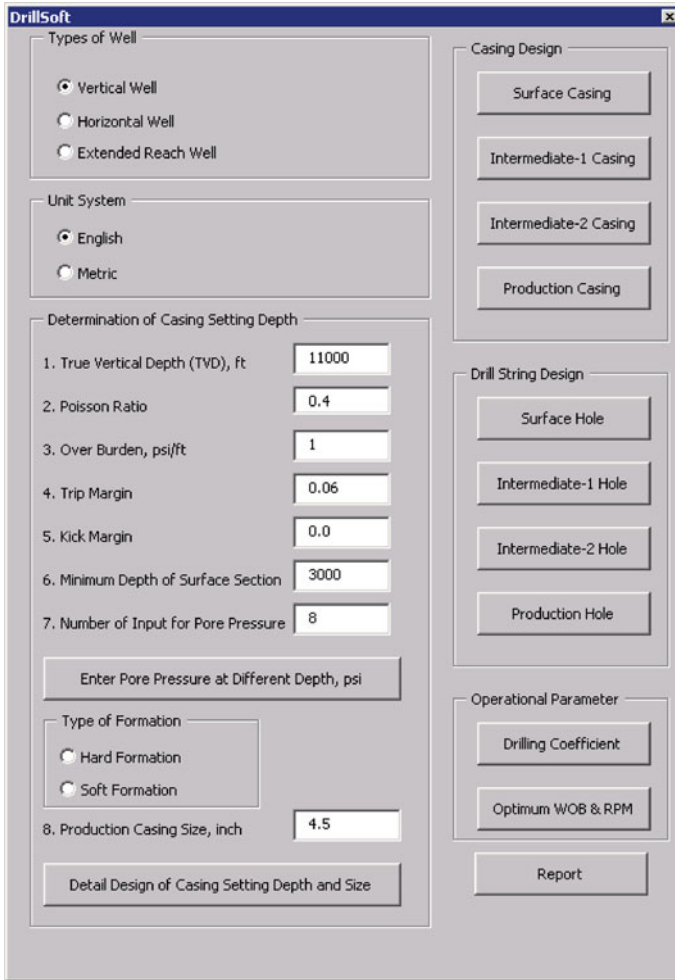 DrillSoft
Types of Well
Vertical Well
Horizontal Well
Extended Reach Well
Unit System
English
Metric
Determination of Casing Setting Depth
1. True Vertical Depth (TVD), ft 11000
2. Poisson Ratio 0.4
3. Over Burden, psi/ft 1
4. Trip Margin 0.06
5. Kick Margin 0.0
6. Minimum Depth of Surface Section 3000
7. Number of Input for Pore Pressure 8
Enter Pore Pressure at Different Depth, psi
Type of Formation
Hard Formation
Soft Formation
8. Production Casing Size, inch 4.5
Detail Design of Casing Setting Depth and Size
Casing Design
Surface Casing
Intermediate-1 Casing
Intermediate-2 Casing
Production Casing
Drill String Design
Surface Hole
Intermediate-1 Hole
Intermediate-2 Hole
Production Hole
Operational Parameter
Drilling Coefficient
Optimum WOB & RPM
Report